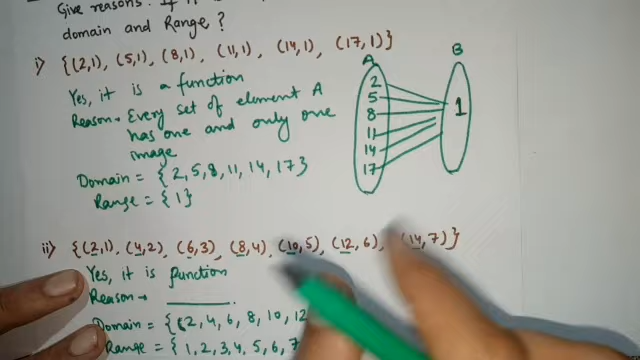 Give reasons. If it
domain and Range ?
i) {(2,1), (5,1), (8,1), (11,1), (14,1), (17,1)}
Yes, it is a function
Reason → Every set of element A
has one and only one
image
Domain = {2, 5, 8, 11, 14, 17}
Range = {1}
A
B
2
5
8
11
14
17
1
ii) {(2,1), (4,2), (6,3), (8,4), (10,5), (12,6), (14,7)}
Yes, it is function
Reason →
Domain = {2, 4, 6, 8, 10, 12
Range = {1, 2, 3, 4, 5, 6, 7